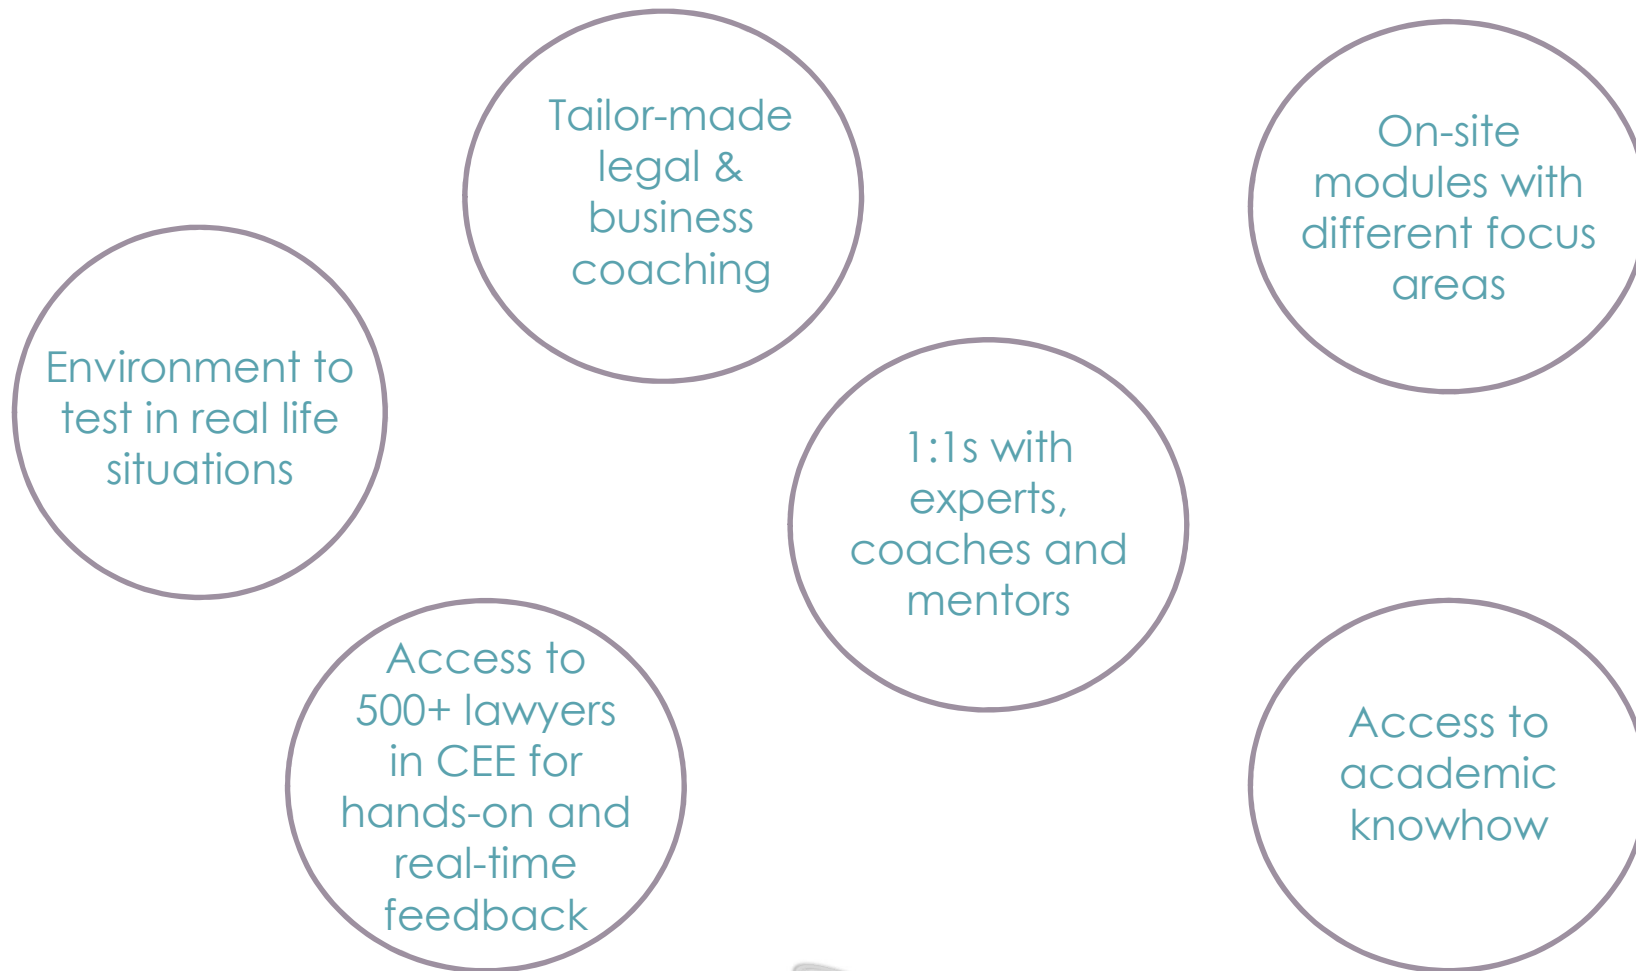 Tailor-made
legal &
business
coaching
On-site
modules with
different focus
areas
Environment to
test in real life
situations
1:1s with
experts,
coaches and
mentors
Access to
500+ lawyers
in CEE for
hands-on and
real-time
feedback
Access to
academic
knowhow